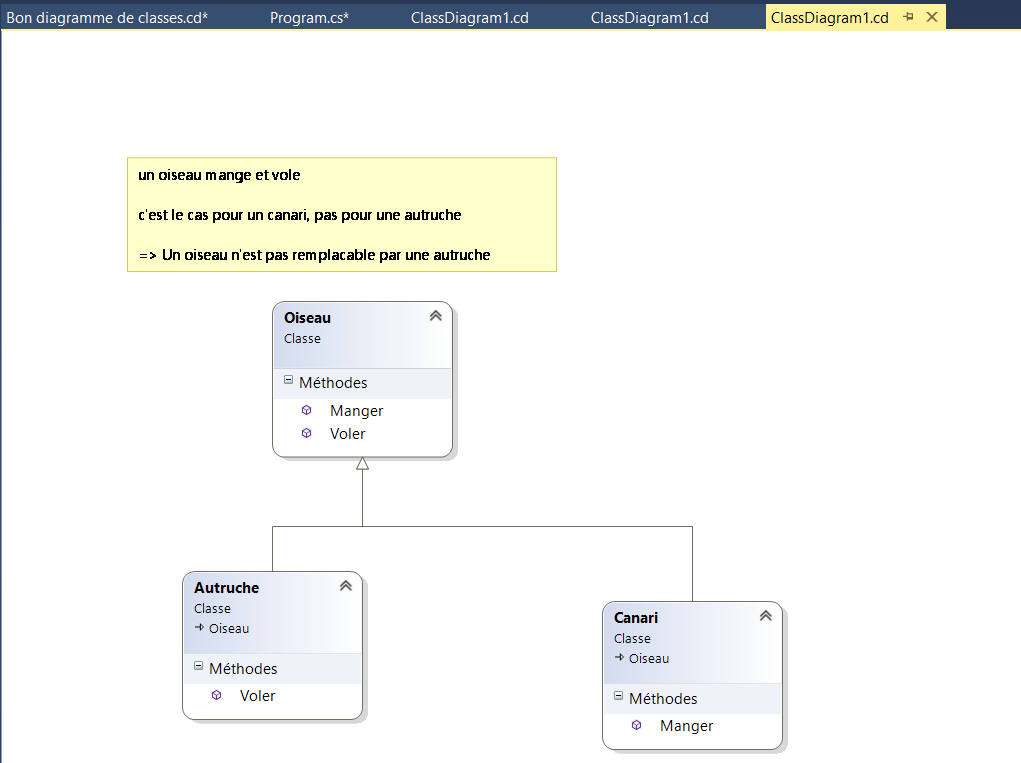 Bon diagramme de classes.cd* Program.cs* ClassDiagram1.cd ClassDiagram1.cd ClassDiagram1.cd
un oiseau mange et vole
c'est le cas pour un canari, pas pour une autruche
=> Un oiseau n'est pas remplacable par une autruche
Oiseau
Classe
Méthodes
Manger
Voler
Autruche
Classe
Oiseau
Méthodes
Voler
Canari
Classe
Oiseau
Méthodes
Manger